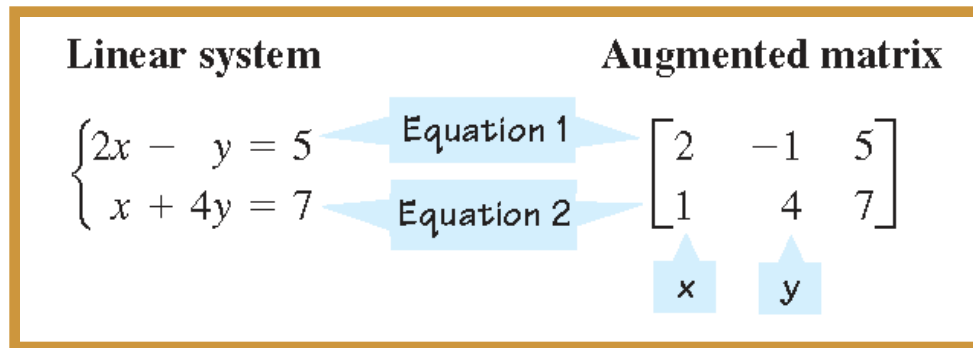 Linear system Augmented matrix
2x − y = 5 Equation 1 2 −1 5
x + 4y = 7 Equation 2 1 4 7
x y